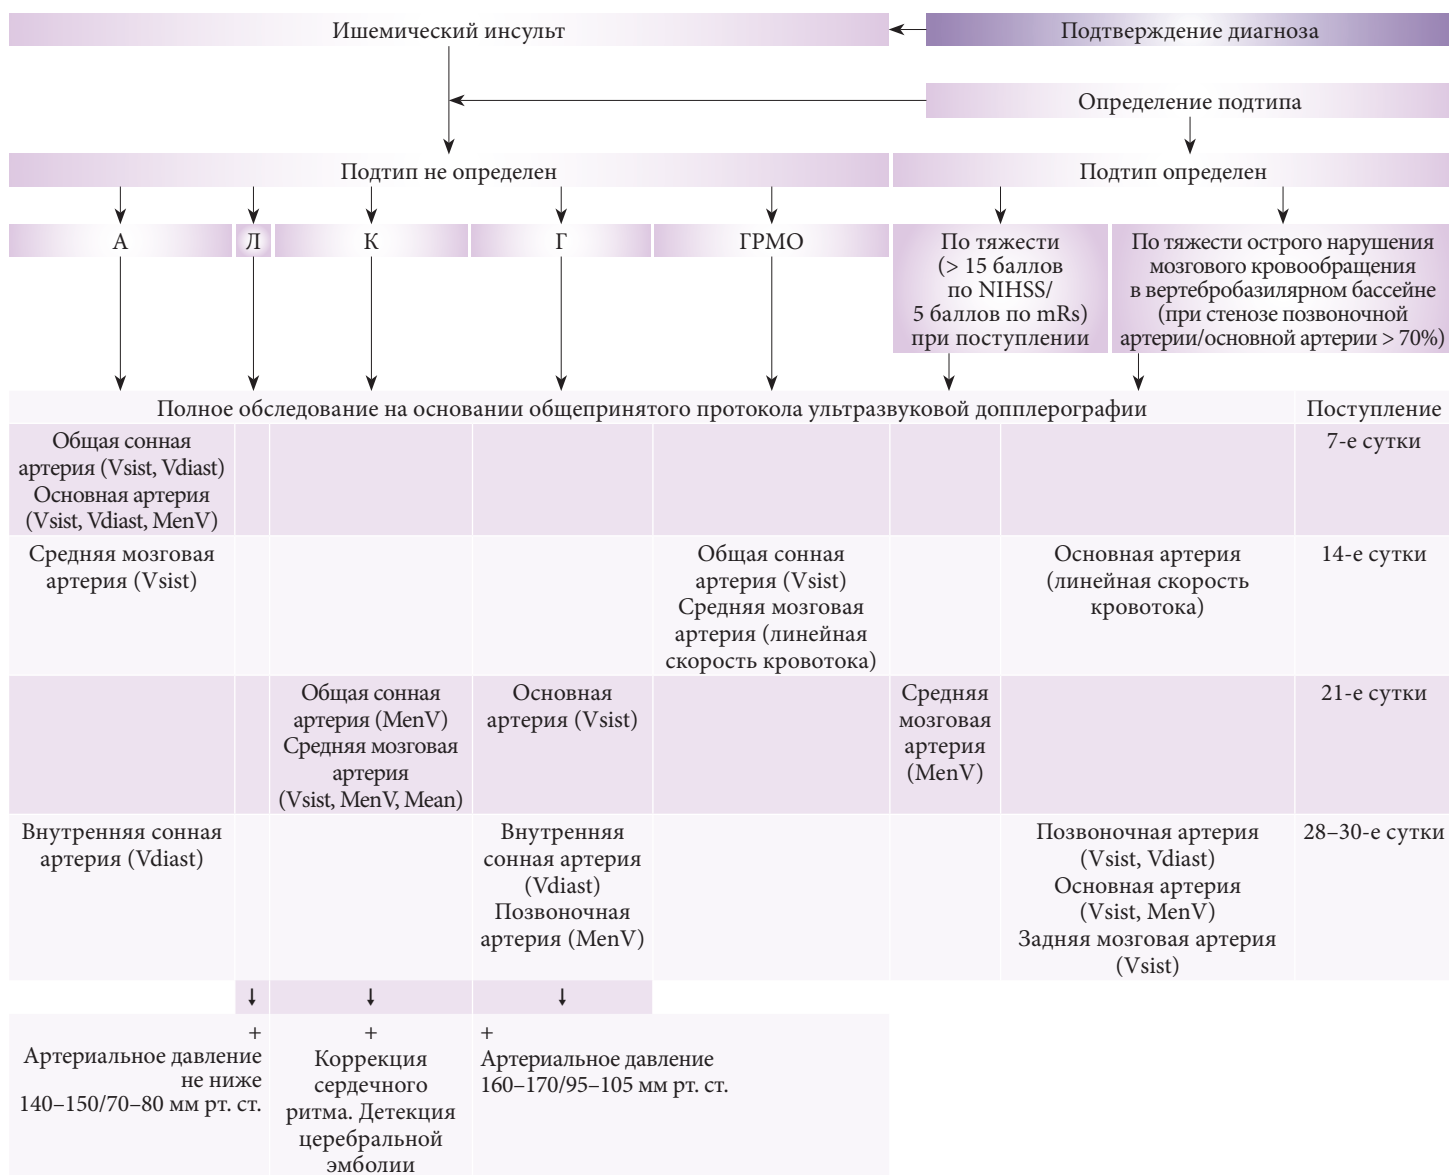 Ишемический инсульт
Подтверждение диагноза
Определение подтипа
Подтип не определен
Подтип определен
А
Л
К
Г
ГРМО
По тяжести
(> 15 баллов
по NIHSS/
5 баллов по mRs)
при поступлении
По тяжести острого нарушения
мозгового кровообращения
в вертебробазилярном бассейне
(при стенозе позвоночной
артерии/основной артерии > 70%)
Полное обследование на основании общепринятого протокола ультразвуковой допплерографии
Поступление
Общая сонная
артерия (Vsist, Vdiast)
Основная артерия
(Vsist, Vdiast, MenV)
7-е сутки
Средняя мозговая
артерия (Vsist)
Общая сонная
артерия (Vsist)
Средняя мозговая
артерия (линейная
скорость кровотока)
Основная артерия
(линейная скорость
кровотока)
14-е сутки
Общая сонная
артерия (MenV)
Средняя мозговая
артерия
(Vsist, MenV, Mean)
Основная
артерия (Vsist)
Средняя
мозговая
артерия
(MenV)
21-е сутки
Внутренняя сонная
артерия (Vdiast)
Внутренняя
сонная артерия
(Vdiast)
Позвоночная
артерия (MenV)
Позвоночная артерия
(Vsist, Vdiast)
Основная артерия
(Vsist, MenV)
Задняя мозговая артерия
(Vsist)
28–30-е сутки
+
Артериальное давление
не ниже
140–150/70–80 мм рт. ст.
+
Коррекция
сердечного
ритма. Детекция
церебральной
эмболии
+
Артериальное давление
160–170/95–105 мм рт. ст.